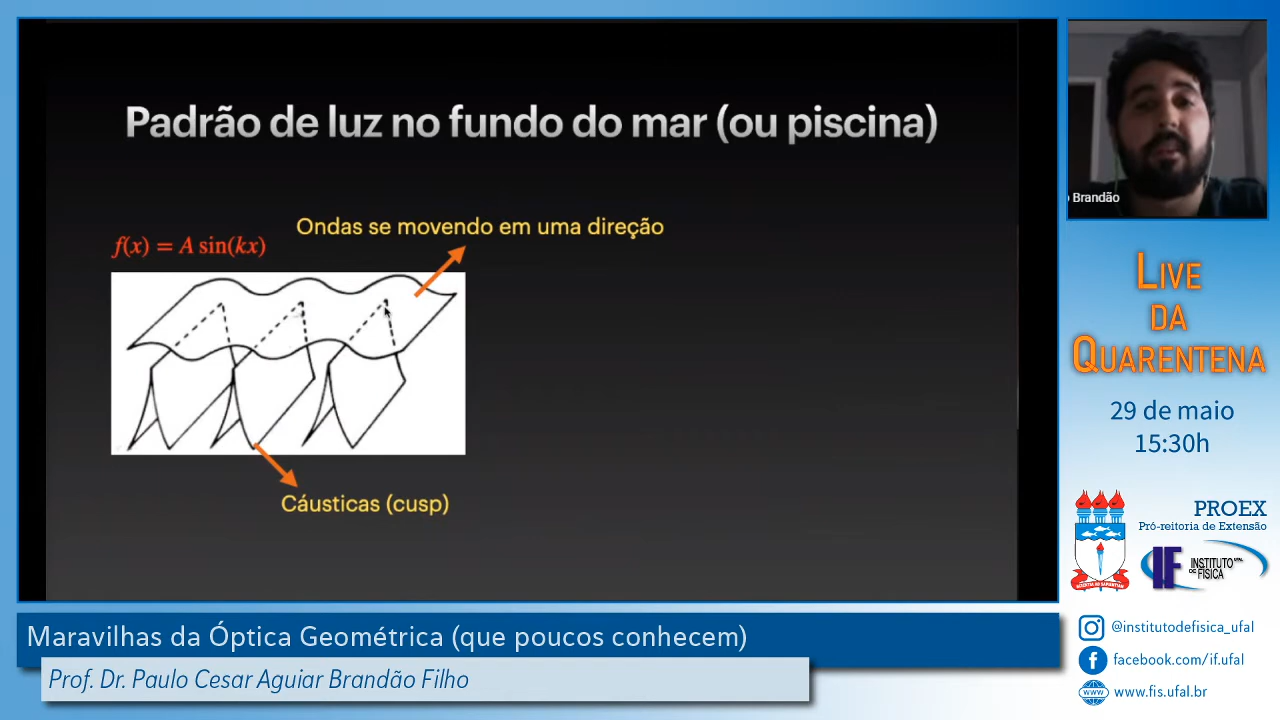 Padrão de luz no fundo do mar (ou piscina)
Ondas se movendo em uma direção
f(x) = A sin(kx)
Cáusticas (cusp)
Brandão
LIVE
DA
QUARENTENA
29 de maio
15:30h
PROEX
Pró-reitoria de Extensão
IF INSTITUTO UFAL
DE FÍSICA
@institutodefisica_ufal
facebook.com/if.ufal
www.fis.ufal.br
Maravilhas da Óptica Geométrica (que poucos conhecem)
Prof. Dr. Paulo Cesar Aguiar Brandão Filho